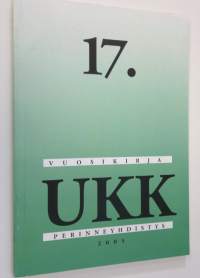 17.
VUOSIKIRJA
UKK
PERINNEYHDISTYS
2005